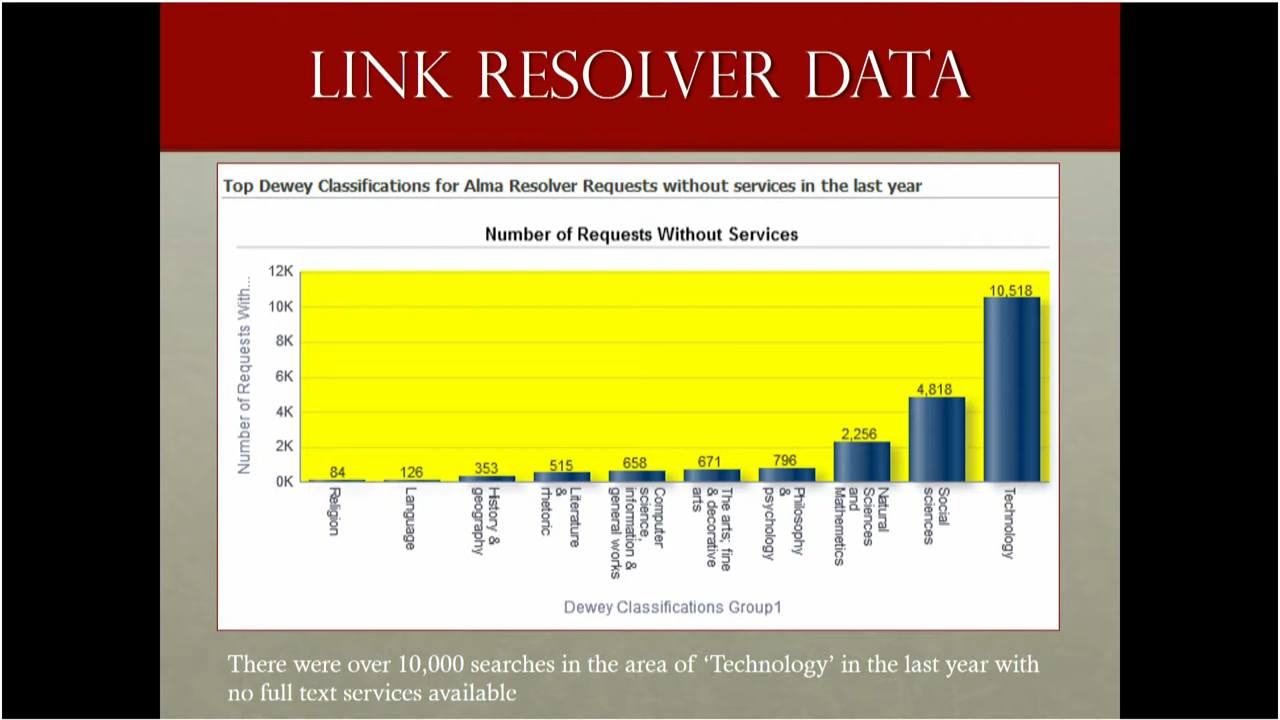 LINK RESOLVER DATA
Top Dewey Classifications for Alma Resolver Requests without services in the last year
Number of Requests Without Services
Number of Requests With...
12K
10K
8K
6K
4K
2K
0K
84
126
353
515
658
671
796
2,256
4,818
10,518
Religion
Language
History &
geography
Literature
&
rhetoric
Computer
science,
information &
general works
The arts; fine
& decorative
arts
Philosophy
&
psychology
Natural
Sciences
and
Mathemetics
Social
sciences
Technology
Dewey Classifications Group1
There were over 10,000 searches in the area of ‘Technology’ in the last year with
no full text services available